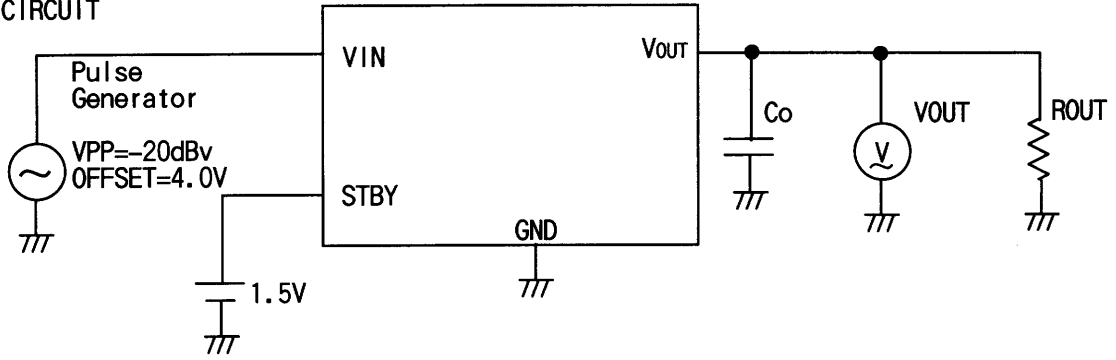 CIRCUIT
VIN
VOUT
Pulse
Generator
Co
VOUT
ROUT
V
VPP=-20dBv
OFFSET=4.0V
STBY
GND
1.5V